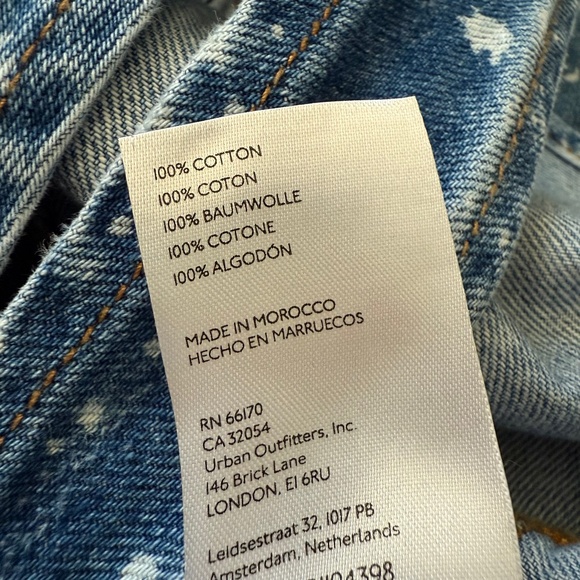 100% COTTON
100% COTON
100% BAUMWOLLE
100% COTONE
100% ALGODÓN
MADE IN MOROCCO
HECHO EN MARRUECOS
RN 66170
CA 32054
Urban Outfitters, Inc.
146 Brick Lane
LONDON, E1 6RU
Leidsestraat 32, 1017 PB
Amsterdam, Netherlands